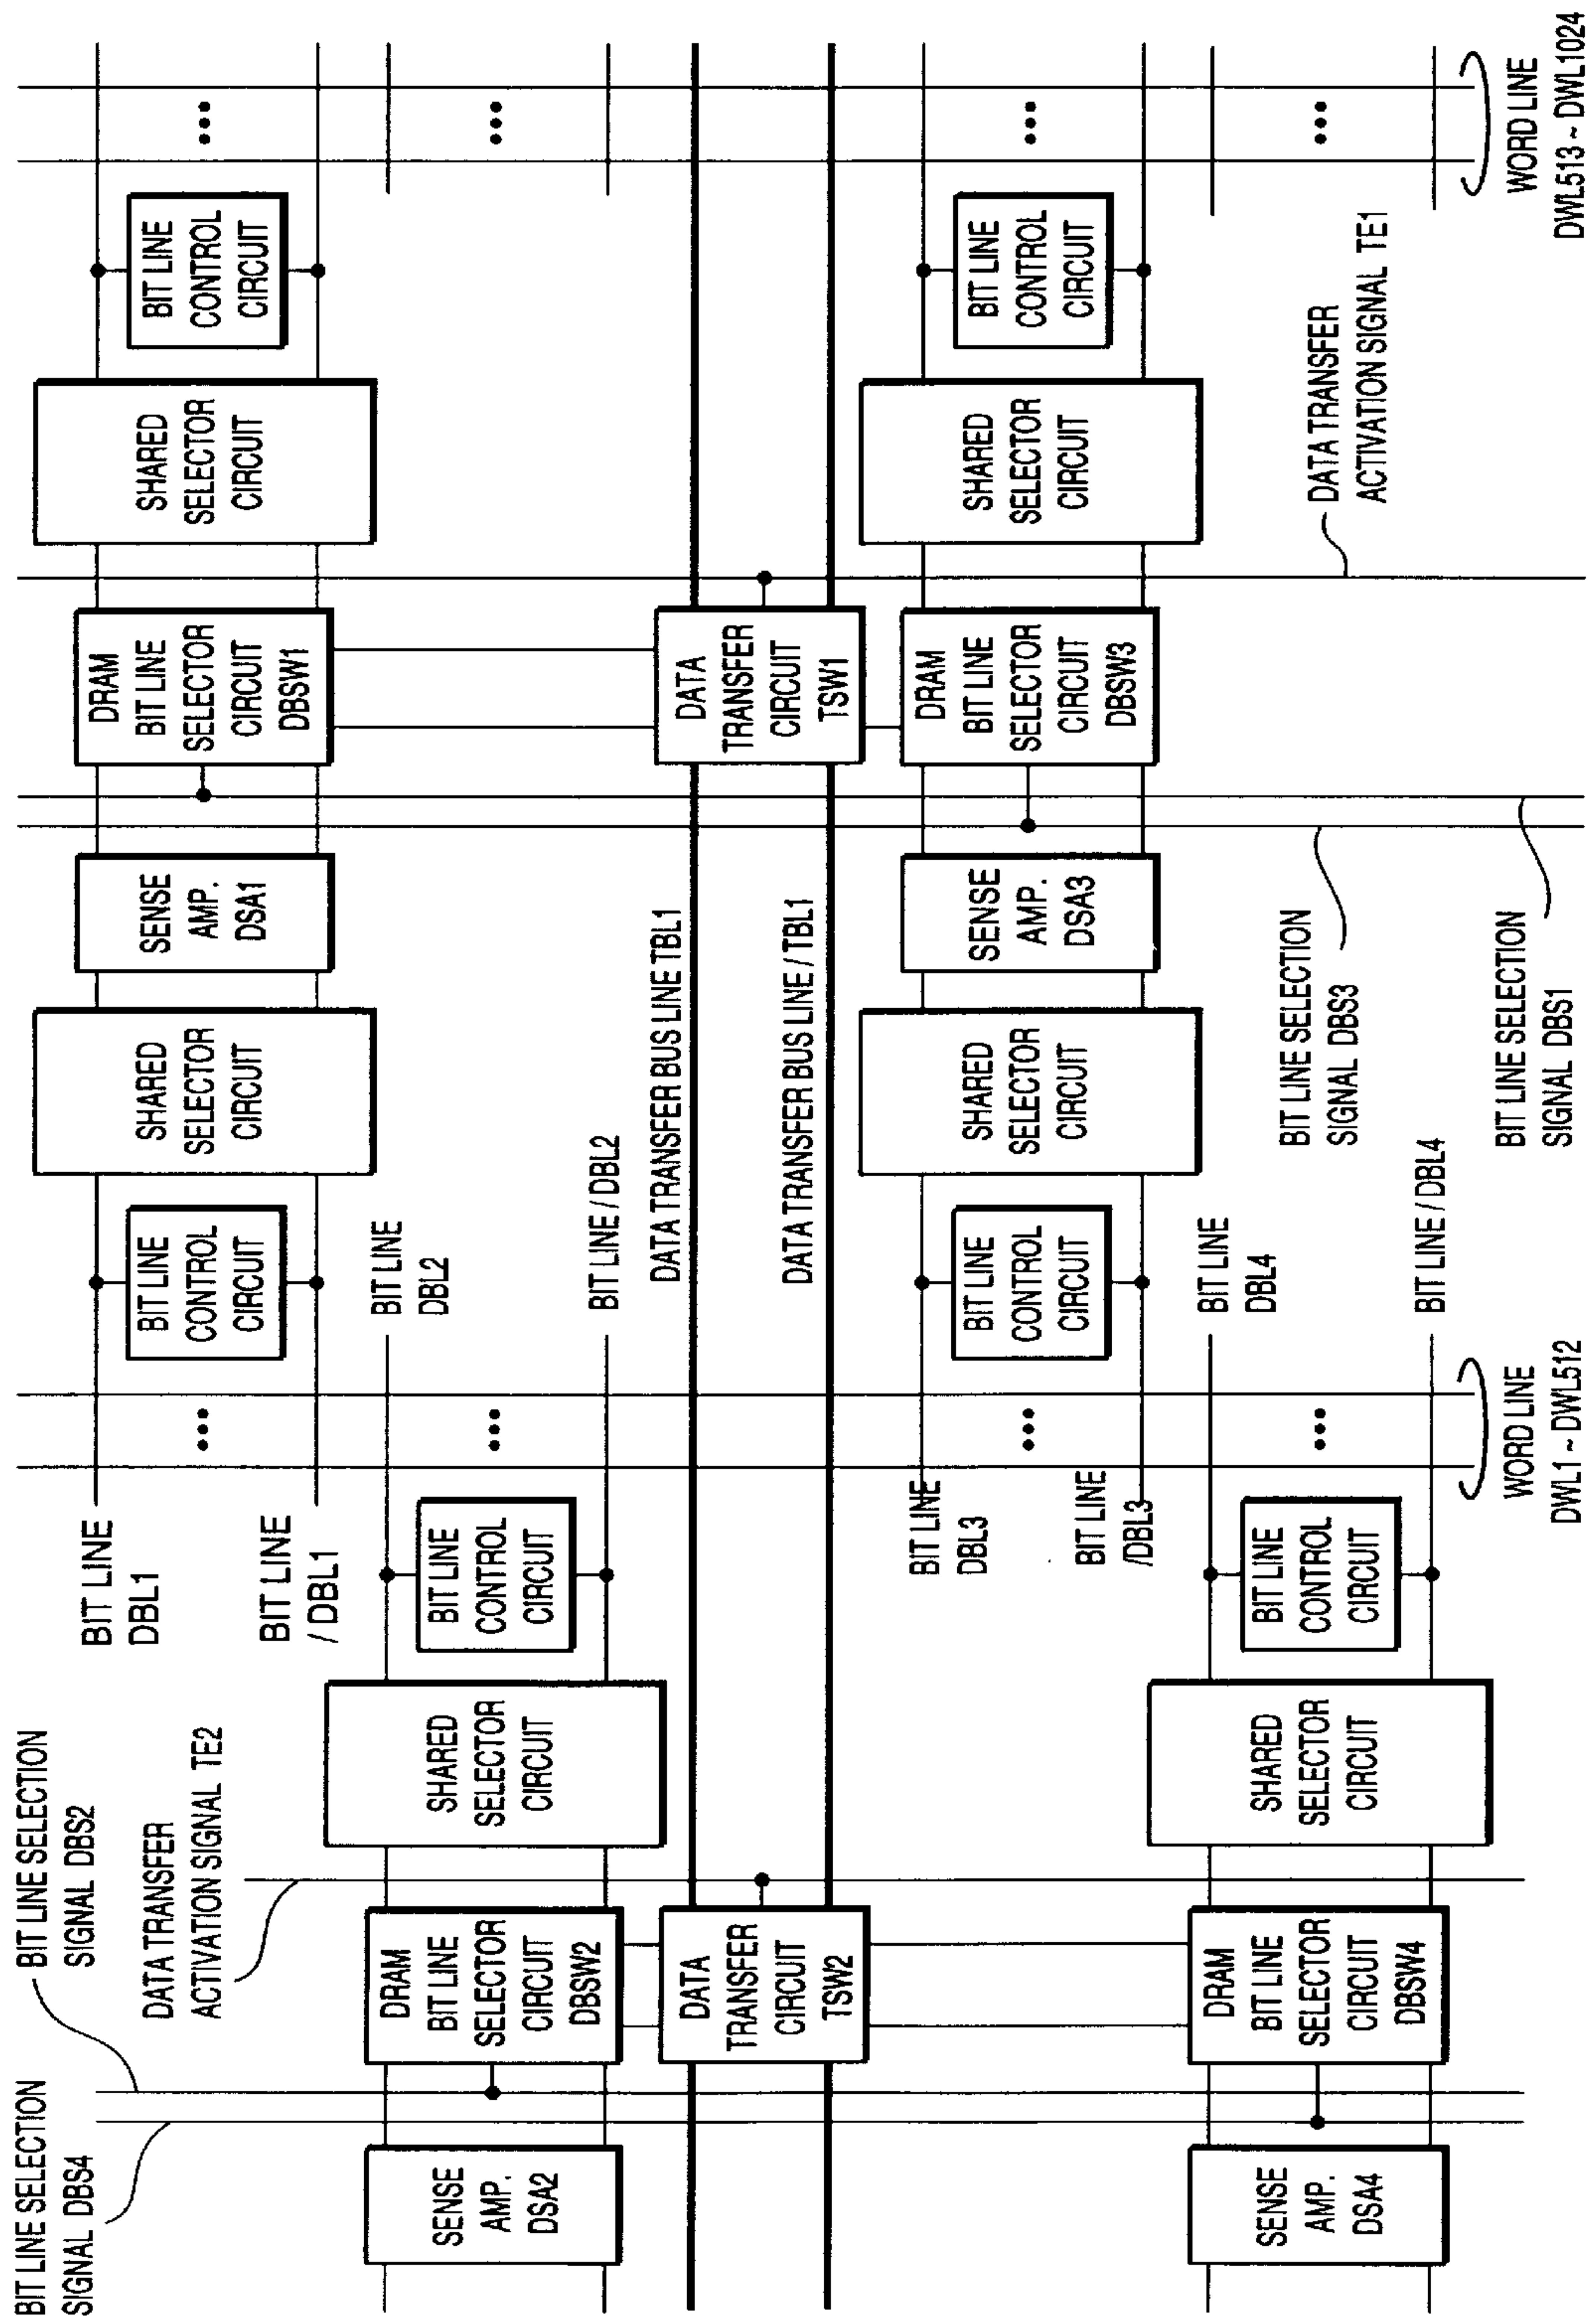 BIT LINE SELECTION
SIGNAL DBS4
BIT LINE SELECTION
SIGNAL DBS2
DATA TRANSFER
ACTIVATION SIGNAL TE2
BIT LINE
DBL1
BIT LINE
/ DBL1
BIT LINE
CONTROL
CIRCUIT
SHARED
SELECTOR
CIRCUIT
SENSE
AMP.
DSA1
DRAM
BIT LINE
SELECTOR
CIRCUIT
DBSW1
SHARED
SELECTOR
CIRCUIT
BIT LINE
CONTROL
CIRCUIT
•••
•••
SENSE
AMP.
DSA2
DRAM
BIT LINE
SELECTOR
CIRCUIT
DBSW2
SHARED
SELECTOR
CIRCUIT
BIT LINE
CONTROL
CIRCUIT
•••
BIT LINE
DBL2
BIT LINE / DBL2
•••
DATA TRANSFER BUS LINE TBL1
DATA TRANSFER BUS LINE / TBL1
DATA
TRANSFER
CIRCUIT
TSW2
DATA
TRANSFER
CIRCUIT
TSW1
BIT LINE
DBL3
BIT LINE
/DBL3
•••
BIT LINE
CONTROL
CIRCUIT
SHARED
SELECTOR
CIRCUIT
SENSE
AMP.
DSA3
DRAM
BIT LINE
SELECTOR
CIRCUIT
DBSW3
SHARED
SELECTOR
CIRCUIT
BIT LINE
CONTROL
CIRCUIT
•••
SENSE
AMP.
DSA4
DRAM
BIT LINE
SELECTOR
CIRCUIT
DBSW4
SHARED
SELECTOR
CIRCUIT
BIT LINE
CONTROL
CIRCUIT
•••
BIT LINE
DBL4
BIT LINE / DBL4
BIT LINE SELECTION
SIGNAL DBS3
BIT LINE SELECTION
SIGNAL DBS1
DATA TRANSFER
ACTIVATION SIGNAL TE1
•••
WORD LINE
DWL1 ~ DWL512
WORD LINE
DWL513 ~ DWL1024